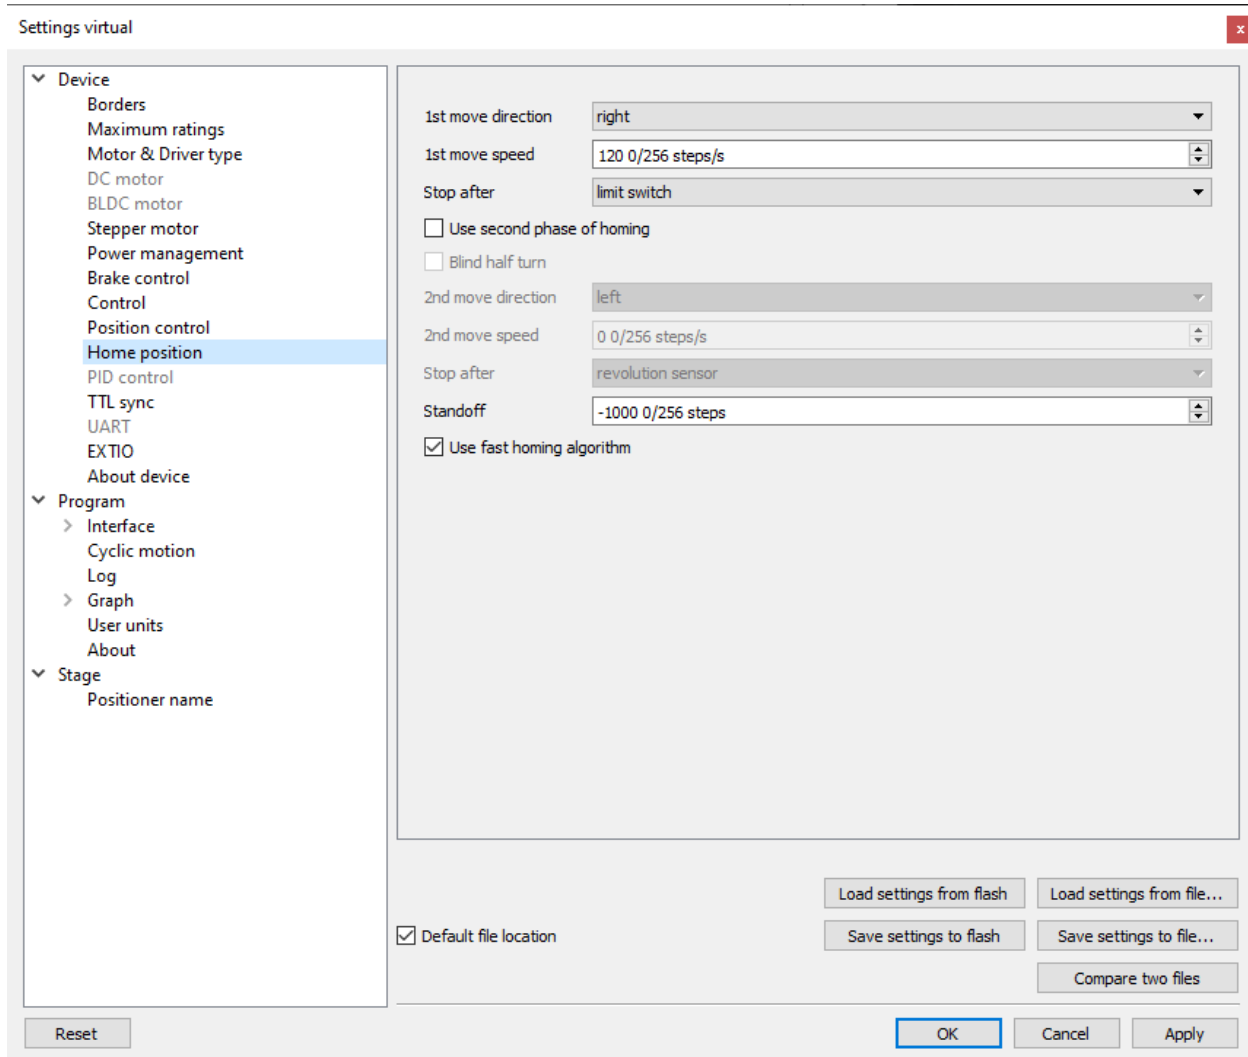 Settings virtual
x
Device
Borders
Maximum ratings
Motor & Driver type
DC motor
BLDC motor
Stepper motor
Power management
Brake control
Control
Position control
Home position
PID control
TTL sync
UART
EXTIO
About device
Program
Interface
Cyclic motion
Log
Graph
User units
About
Stage
Positioner name
1st move direction right
1st move speed 120 0/256 steps/s
Stop after limit switch
Use second phase of homing
Blind half turn
2nd move direction left
2nd move speed 0 0/256 steps/s
Stop after revolution sensor
Standoff -1000 0/256 steps
Use fast homing algorithm
Load settings from flash Load settings from file...
Default file location Save settings to flash Save settings to file...
Compare two files
Reset OK Cancel Apply